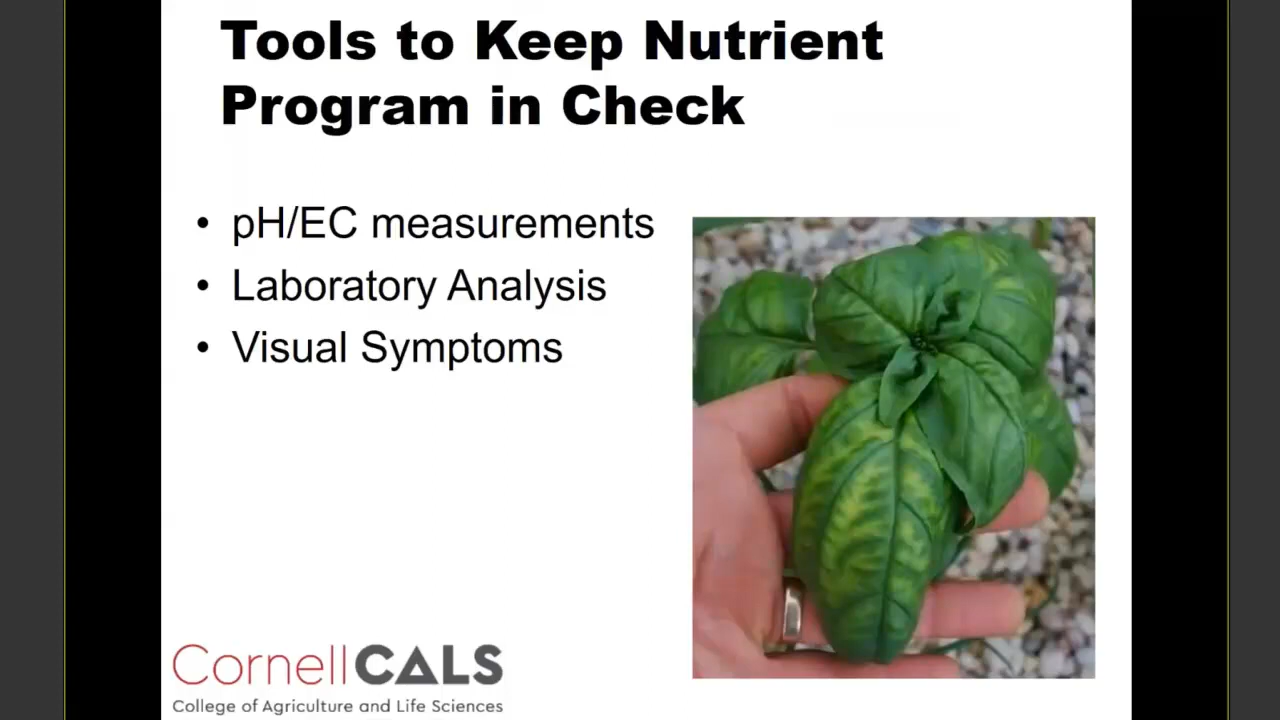 Tools to Keep Nutrient
Program in Check
• pH/EC measurements
• Laboratory Analysis
• Visual Symptoms
CornellCALS
College of Agriculture and Life Sciences